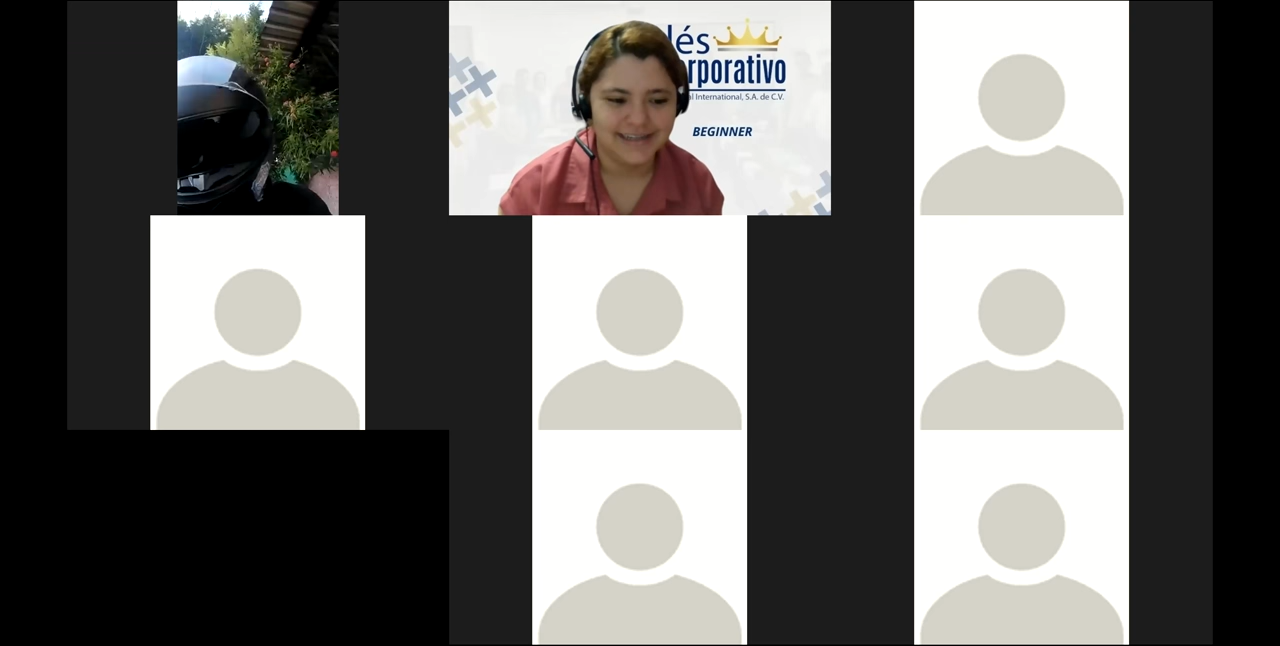 lés
rporativo
al International, S.A. de C.V.
BEGINNER